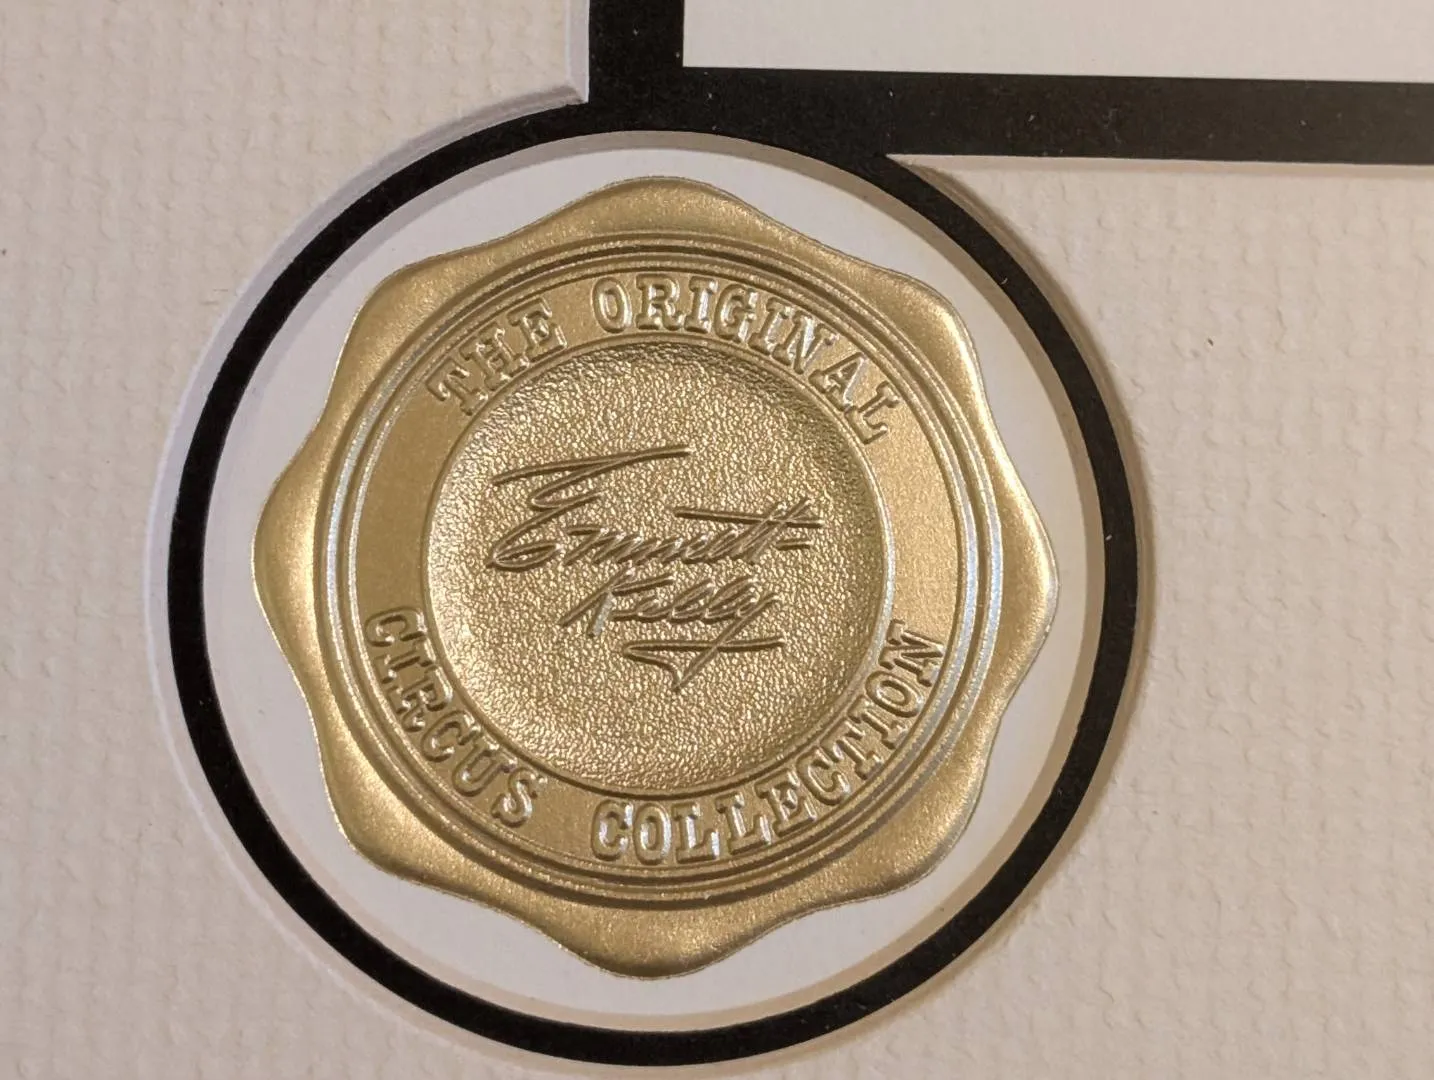 THE ORIGINAL
Emmett
Kelly
CIRCUS COLLECTION